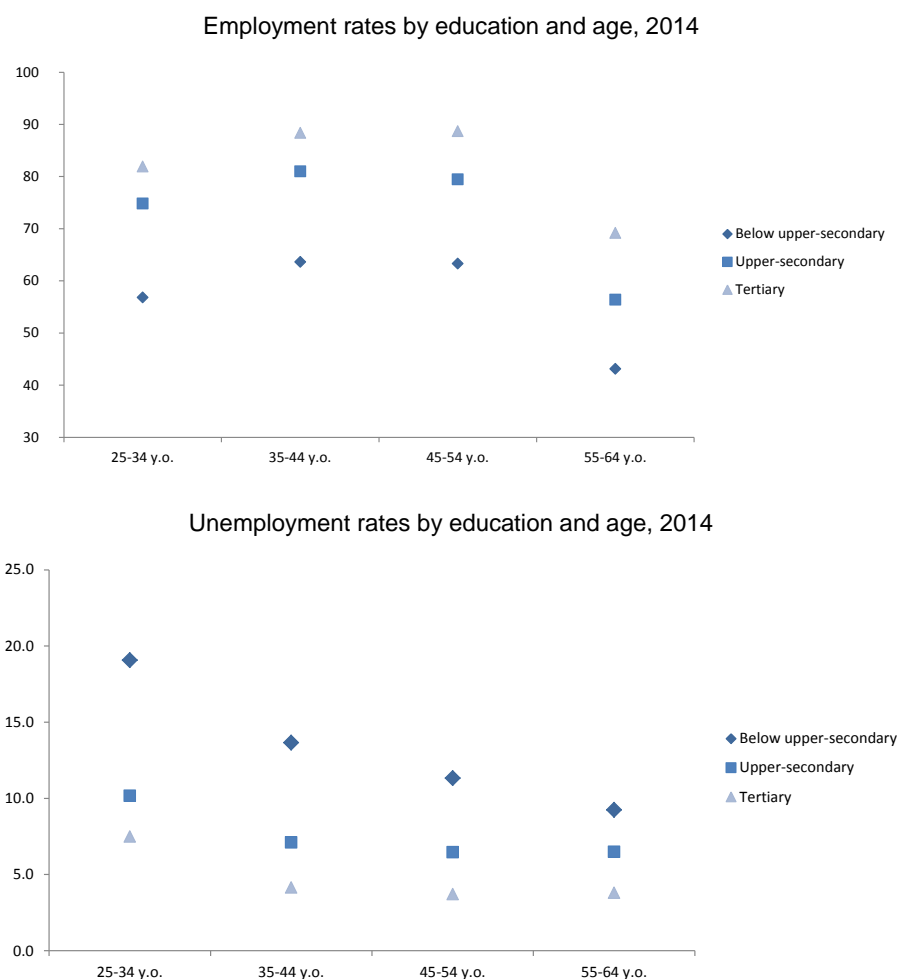 Employment rates by education and age, 2014
100
90
80
70
60
50
40
30
25-34 y.o.
35-44 y.o.
45-54 y.o.
55-64 y.o.
Below upper-secondary
Upper-secondary
Tertiary
Unemployment rates by education and age, 2014
25.0
20.0
15.0
10.0
5.0
0.0
25-34 y.o.
35-44 y.o.
45-54 y.o.
55-64 y.o.
Below upper-secondary
Upper-secondary
Tertiary